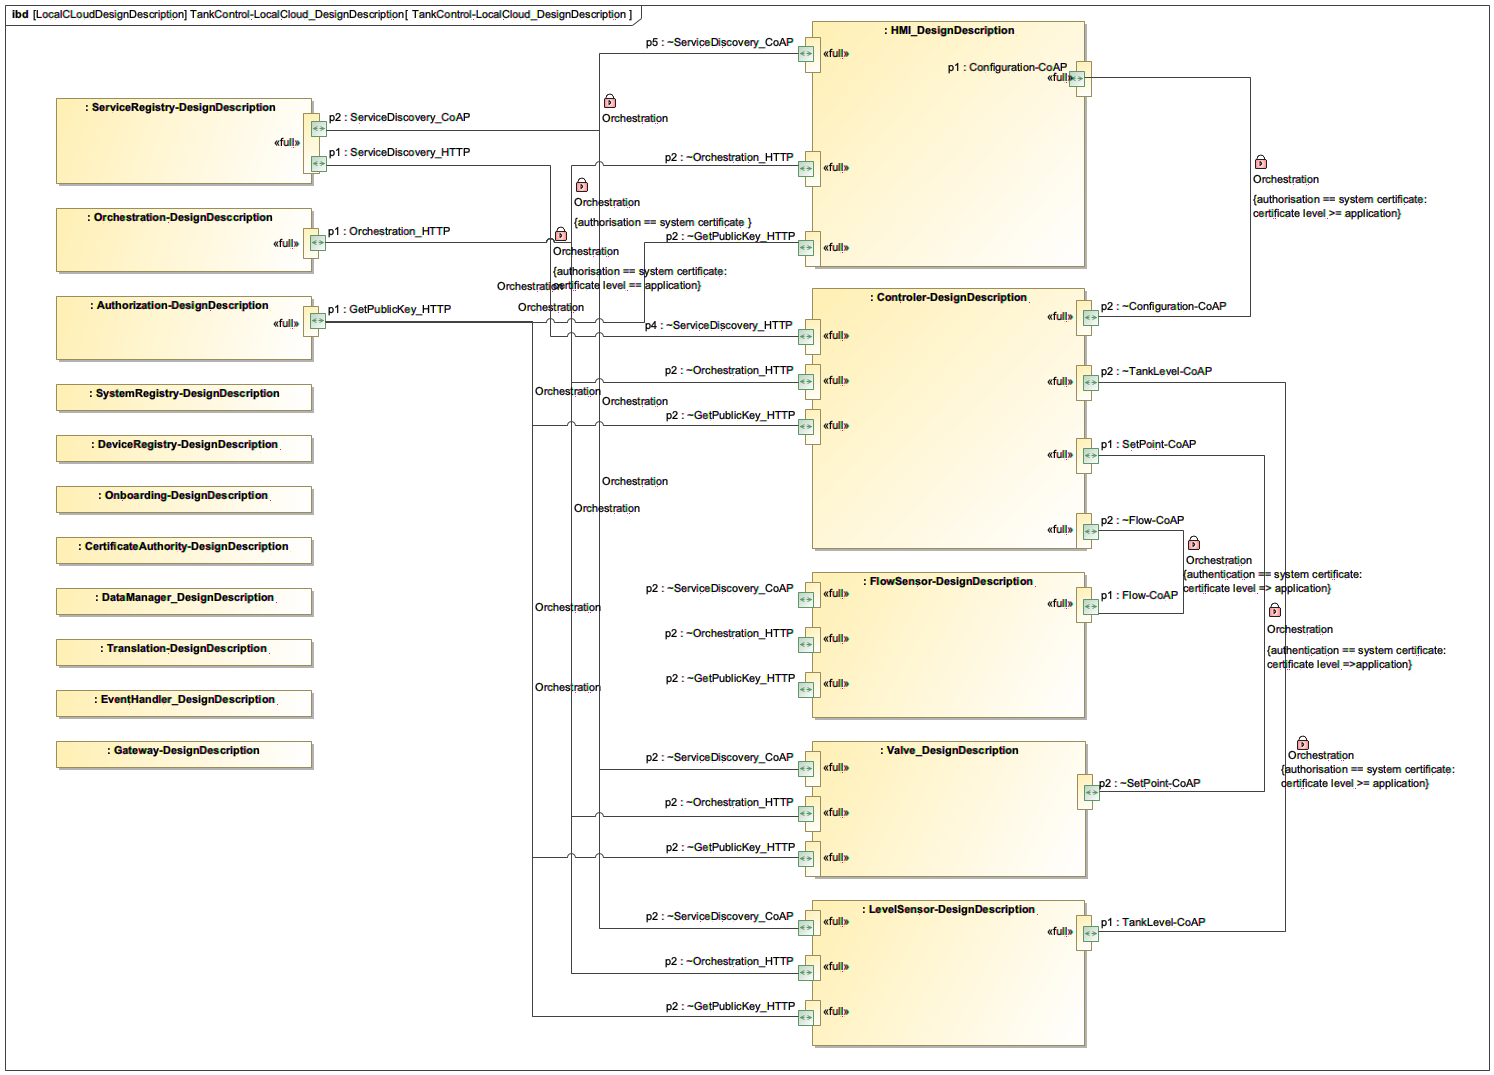 ibd [LocalCLoudDesignDescription] TankControl-LocalCloud_DesignDescription[ TankControl-LocalCloud_DesignDescription ]
: ServiceRegistry-DesignDescription
«full»
p2 : ServiceDiscovery_CoAP
p1 : ServiceDiscovery_HTTP
: Orchestration-DesignDesccription
«full»
p1 : Orchestration_HTTP
: Authorization-DesignDescription
«full»
p1 : GetPublicKey_HTTP
: SystemRegistry-DesignDescription
: DeviceRegistry-DesignDescription
: Onboarding-DesignDescription
: CertificateAuthority-DesignDescription
: DataManager_DesignDescription
: Translation-DesignDescription
: EventHandler_DesignDescription
: Gateway-DesignDescription
Orchestration
Orchestration
{authorisation == system certificate }
Orchestration
{authorisation == system certificate:
certificate level == application}
Orchestration
Orchestration
Orchestration
Orchestration
Orchestration
Orchestration
Orchestration
Orchestration
: HMI_DesignDescription
p5 : ~ServiceDiscovery_CoAP
«full»
p1 : Configuration-CoAP
«full»
p2 : ~Orchestration_HTTP
«full»
p2 : ~GetPublicKey_HTTP
«full»
Orchestration
{authorisation == system certificate:
certificate level >= application}
: Controler-DesignDescription
p4 : ~ServiceDiscovery_HTTP
«full»
p2 : ~Orchestration_HTTP
«full»
p2 : ~GetPublicKey_HTTP
«full»
«full»
p2 : ~Configuration-CoAP
«full»
p2 : ~TankLevel-CoAP
«full»
p1 : SetPoint-CoAP
«full»
p2 : ~Flow-CoAP
Orchestration
{authentication == system certificate:
certificate level => application}
: FlowSensor-DesignDescription
p2 : ~ServiceDiscovery_CoAP
«full»
p2 : ~Orchestration_HTTP
«full»
p2 : ~GetPublicKey_HTTP
«full»
«full»
p1 : Flow-CoAP
Orchestration
{authentication == system certificate:
certificate level =>application}
: Valve_DesignDescription
p2 : ~ServiceDiscovery_CoAP
«full»
p2 : ~Orchestration_HTTP
«full»
p2 : ~GetPublicKey_HTTP
«full»
p2 : ~SetPoint-CoAP
Orchestration
{authorisation == system certificate:
certificate level >= application}
: LevelSensor-DesignDescription
p2 : ~ServiceDiscovery_CoAP
«full»
p2 : ~Orchestration_HTTP
«full»
p2 : ~GetPublicKey_HTTP
«full»
«full»
p1 : TankLevel-CoAP